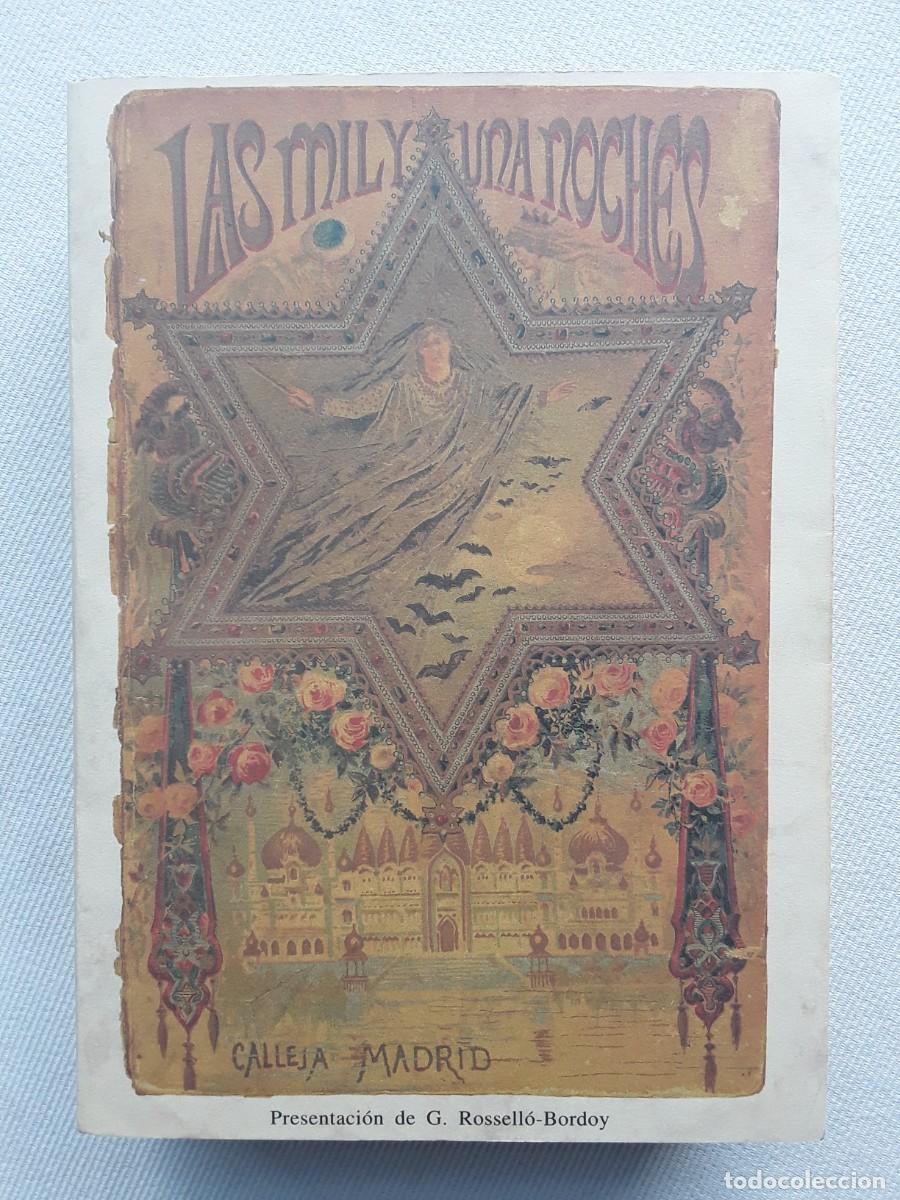 LAS MIL Y UNA NOCHES
CALLEJA MADRID
Presentación de G. Rosselló-Bordoy
todocoleccion